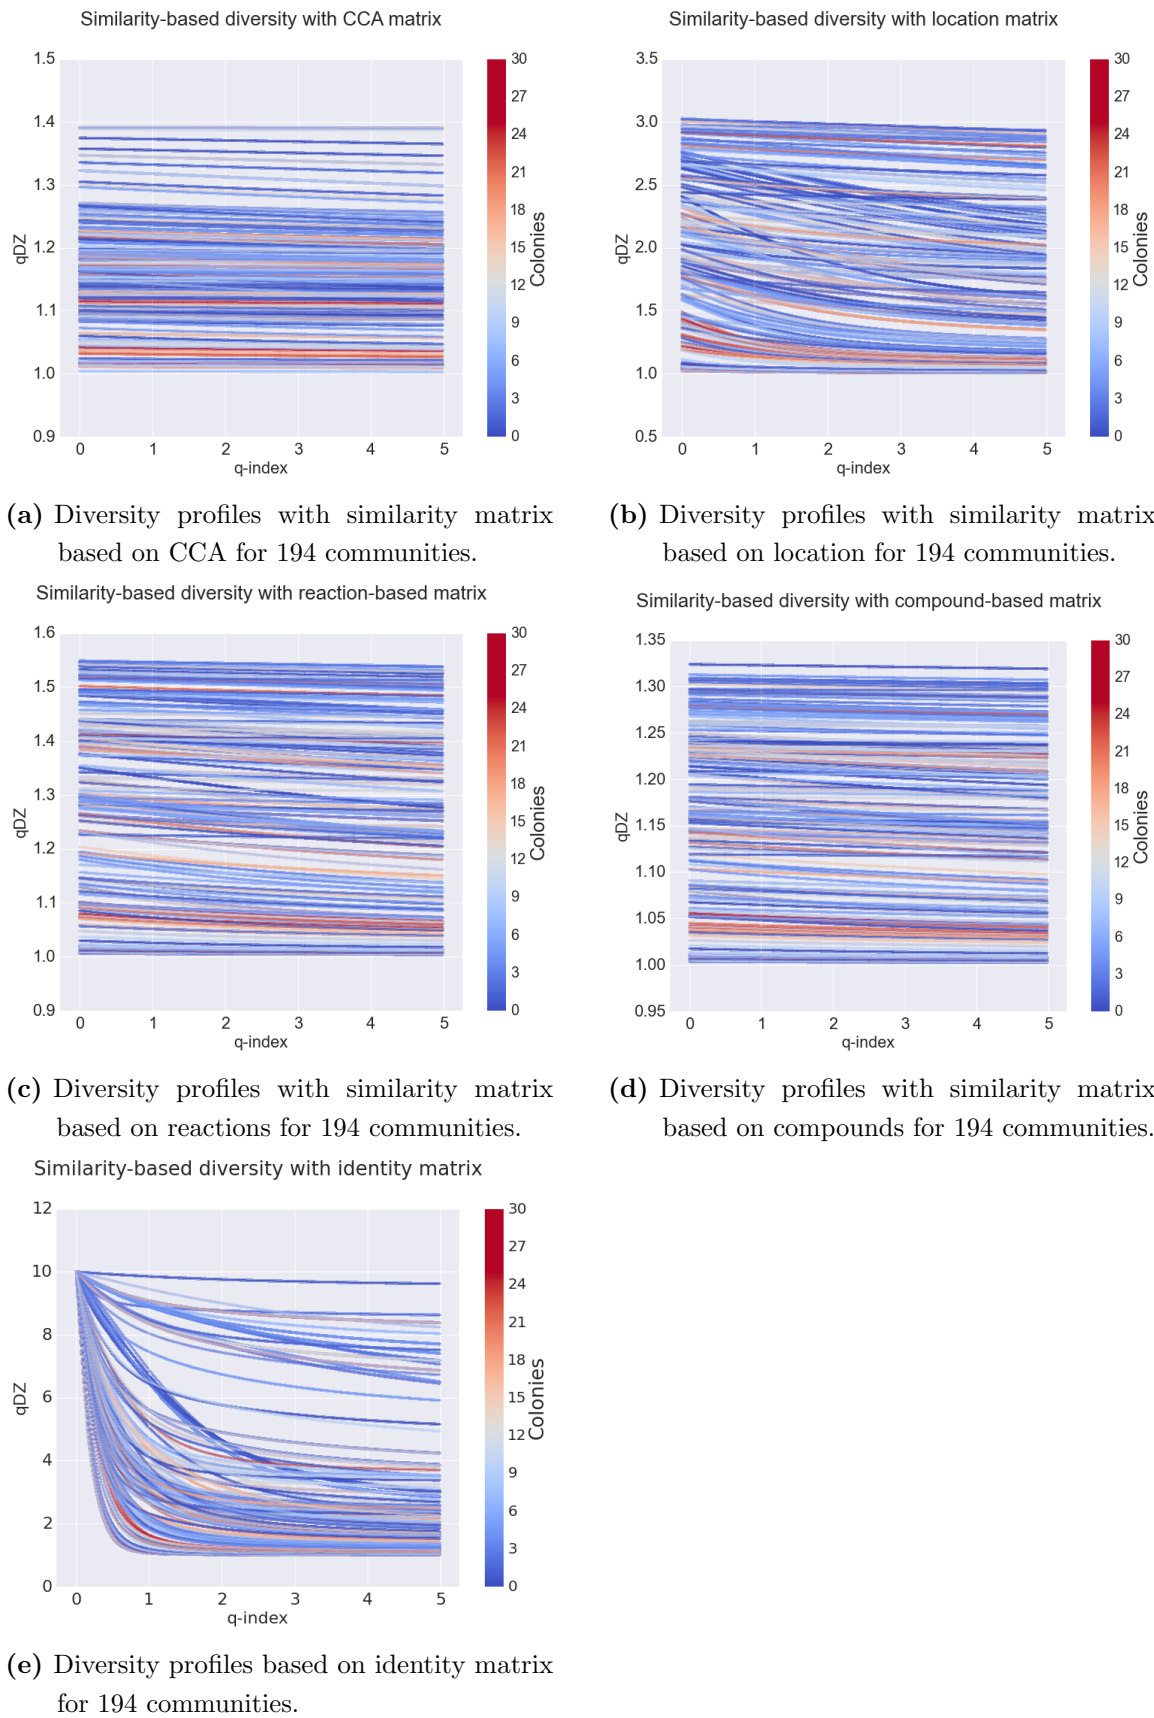 Similarity-based diversity with CCA matrix
1.5
1.4
1.3
1.2
1.1
1.0
0.9
qDZ
0 1 2 3 4 5
q-index
30
27
24
21
18
15
12
9
6
3
0
Colonies
(a) Diversity profiles with similarity matrix
based on CCA for 194 communities.
Similarity-based diversity with location matrix
3.5
3.0
2.5
2.0
1.5
1.0
0.5
qDZ
0 1 2 3 4 5
q-index
30
27
24
21
18
15
12
9
6
3
0
Colonies
(b) Diversity profiles with similarity matrix
based on location for 194 communities.
Similarity-based diversity with reaction-based matrix
1.6
1.5
1.4
1.3
1.2
1.1
1.0
0.9
qDZ
0 1 2 3 4 5
q-index
30
27
24
21
18
15
12
9
6
3
0
Colonies
(c) Diversity profiles with similarity matrix
based on reactions for 194 communities.
Similarity-based diversity with compound-based matrix
1.35
1.30
1.25
1.20
1.15
1.10
1.05
1.00
0.95
qDZ
0 1 2 3 4 5
q-index
30
27
24
21
18
15
12
9
6
3
0
Colonies
(d) Diversity profiles with similarity matrix
based on compounds for 194 communities.
Similarity-based diversity with identity matrix
12
10
8
6
4
2
0
qDZ
0 1 2 3 4 5
q-index
30
27
24
21
18
15
12
9
6
3
0
Colonies
(e) Diversity profiles based on identity matrix
for 194 communities.